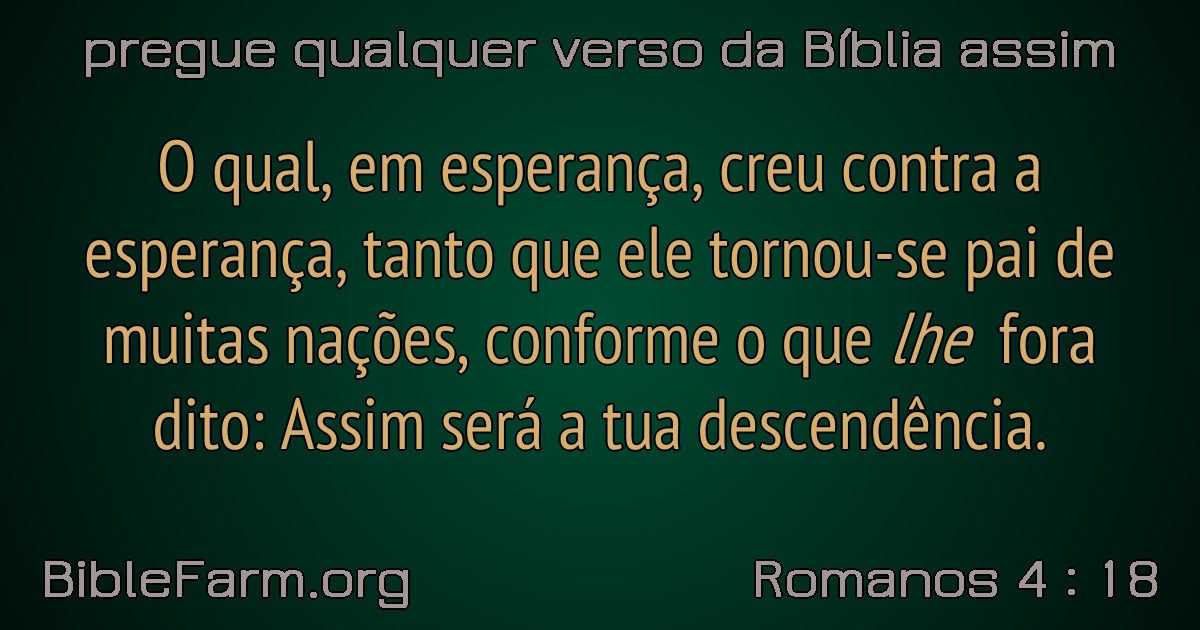 pregue qualquer verso da Bíblia assim
O qual, em esperança, creu contra a
esperança, tanto que ele tornou-se pai de
muitas nações, conforme o que lhe fora
dito: Assim será a tua descendência.
BibleFarm.org
Romanos 4 : 18